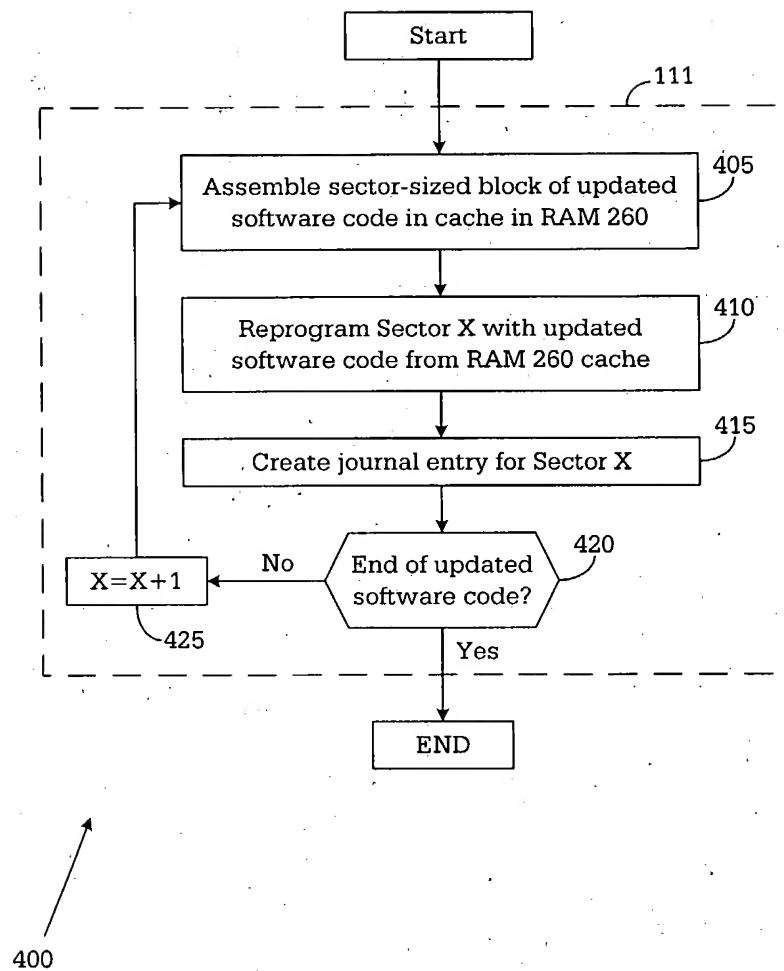 Start
111
Assemble sector-sized block of updated
software code in cache in RAM 260
405
Reprogram Sector X with updated
software code from RAM 260 cache
410
Create journal entry for Sector X
415
End of updated
software code?
420
No
X=X+1
425
Yes
END
400